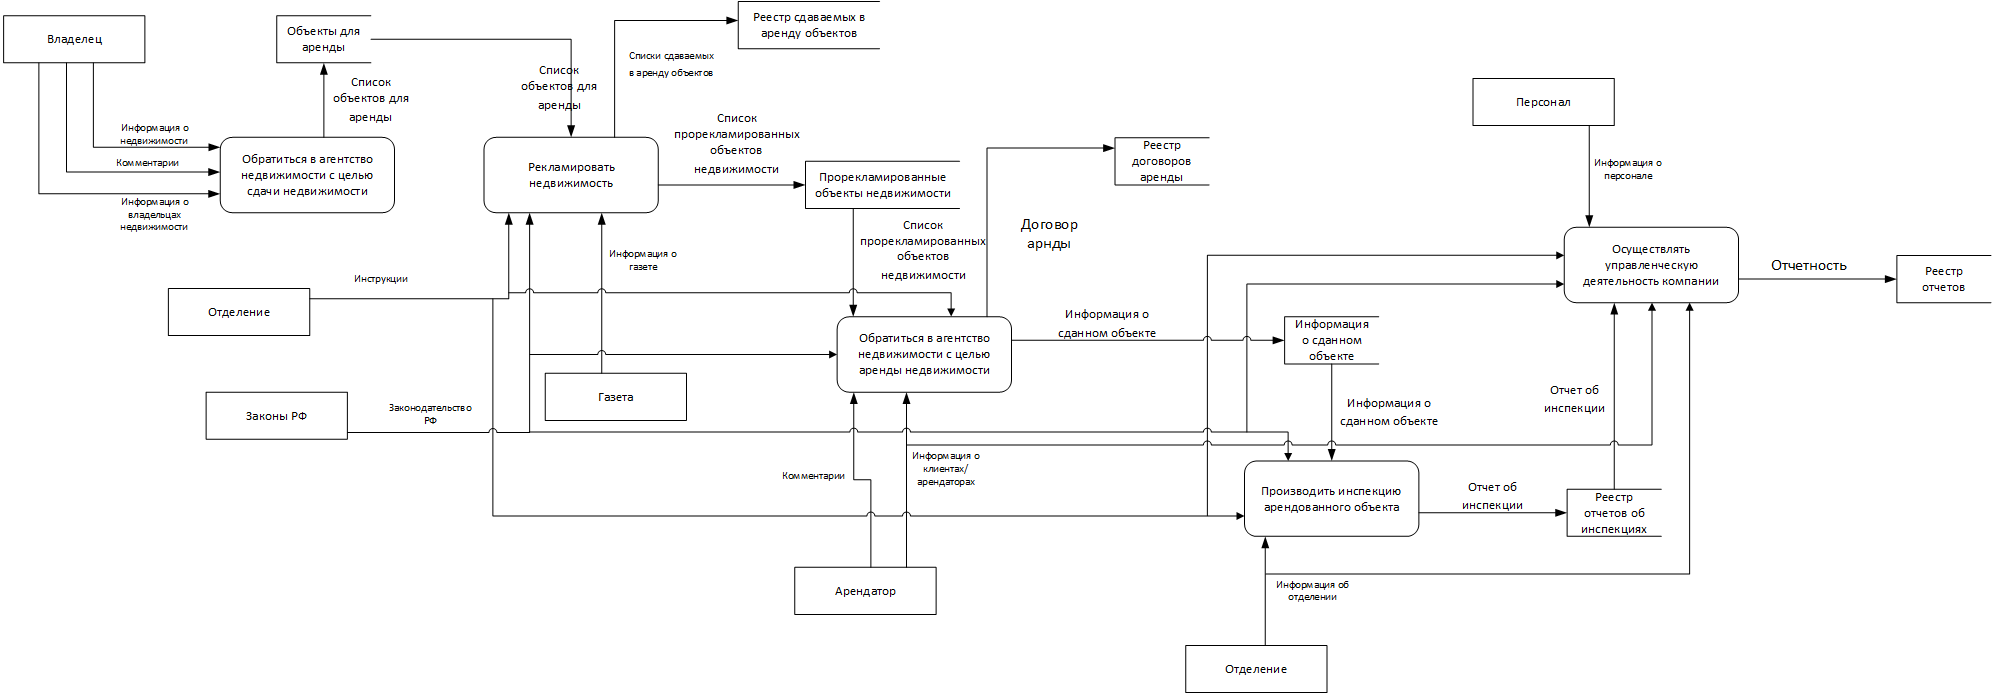 Владелец
Объекты для
аренды
Реестр сдаваемых в
аренду объектов
Списки сдаваемых
в аренду объектов
Список
объектов для
аренды
Список
объектов для
аренды
Персонал
Информация о
недвижимости
Комментарии
Информация о
владельцах
недвижимости
Обратиться в агентство
недвижимости с целью
сдачи недвижимости
Рекламировать
недвижимость
Список
прорекламированных
объектов
недвижимости
Прорекламированные
объекты недвижимости
Реестр
договоров
аренды
Информация о
персонале
Инструкции
Отделение
Информация о
газете
Список
прорекламированных
объектов
недвижимости
Договор
арнды
Осуществлять
управленческую
деятельность компании
Отчетность
Реестр
отчетов
Обратиться в агентство
недвижимости с целью
аренды недвижимости
Информация о
сданном объекте
Информация
о сданном
объекте
Газета
Законы РФ
Законодательство
РФ
Информация о
сданном объекте
Отчет об
инспекции
Комментарии
Информация о
клиентах/
арендаторах
Производить инспекцию
арендованного объекта
Отчет об
инспекции
Реестр
отчетов об
инспекциях
Арендатор
Информация об
отделении
Отделение